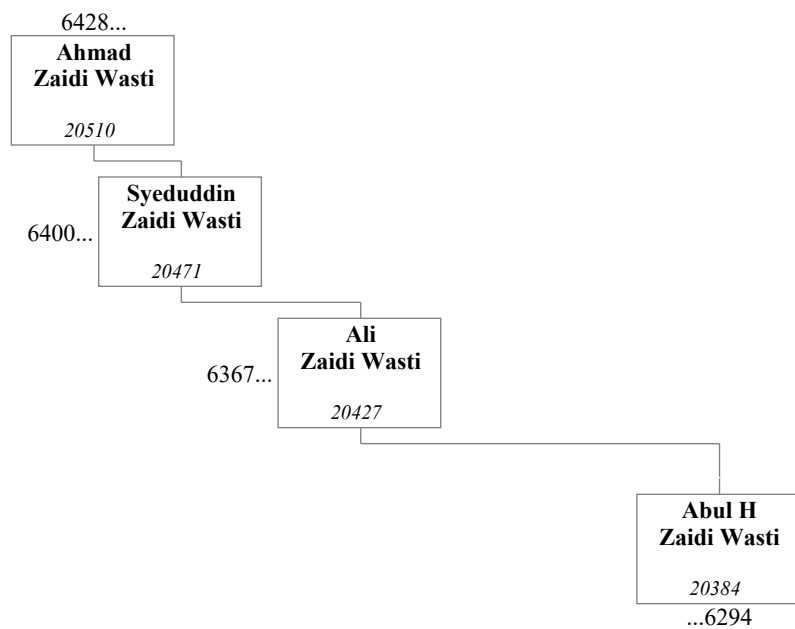 6428...
Ahmad
Zaidi Wasti
20510
Syeduddin
Zaidi Wasti
6400...
20471
Ali
Zaidi Wasti
6367...
20427
Abul H
Zaidi Wasti
20384
...6294